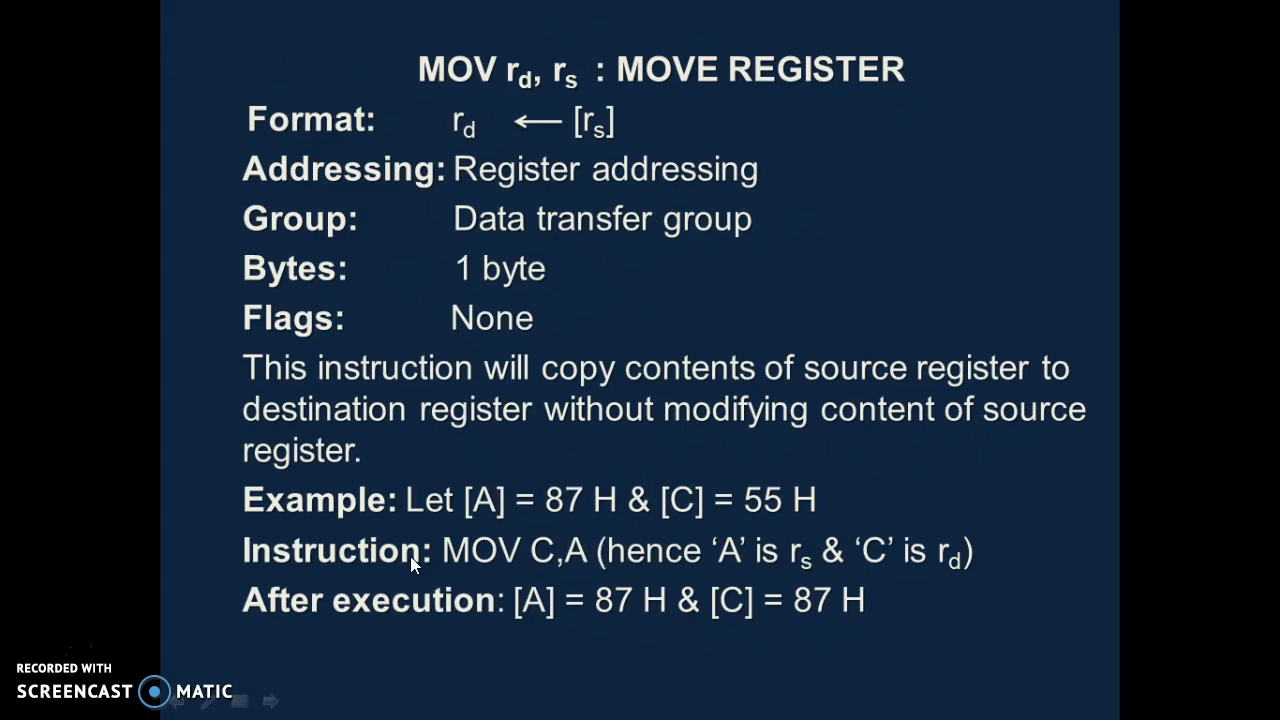 MOV rd, rs : MOVE REGISTER
Format: rd ← [rs]
Addressing: Register addressing
Group: Data transfer group
Bytes: 1 byte
Flags: None
This instruction will copy contents of source register to
destination register without modifying content of source
register.
Example: Let [A] = 87 H & [C] = 55 H
Instruction: MOV C,A (hence ‘A’ is rs & ‘C’ is rd)
After execution: [A] = 87 H & [C] = 87 H
RECORDED WITH
SCREENCAST MATIC